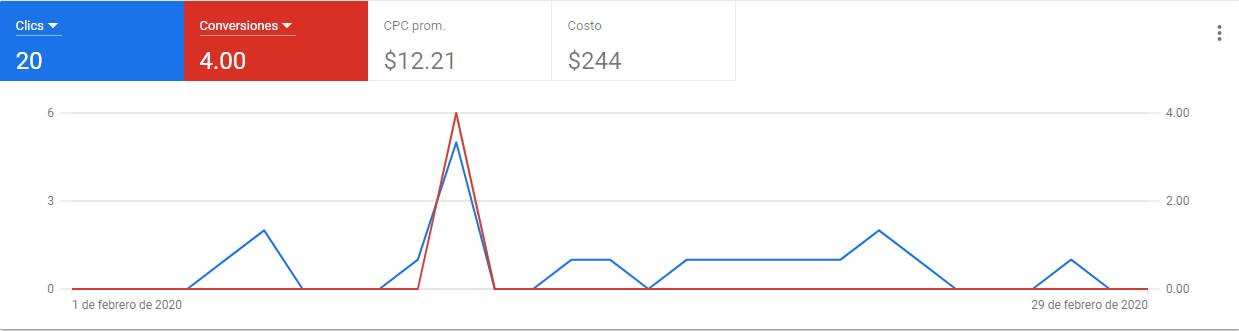 Clics
Conversiones
CPC prom.
Costo
20
4.00
$12.21
$244
6
4.00
3
2.00
0
0.00
1 de febrero de 2020
29 de febrero de 2020